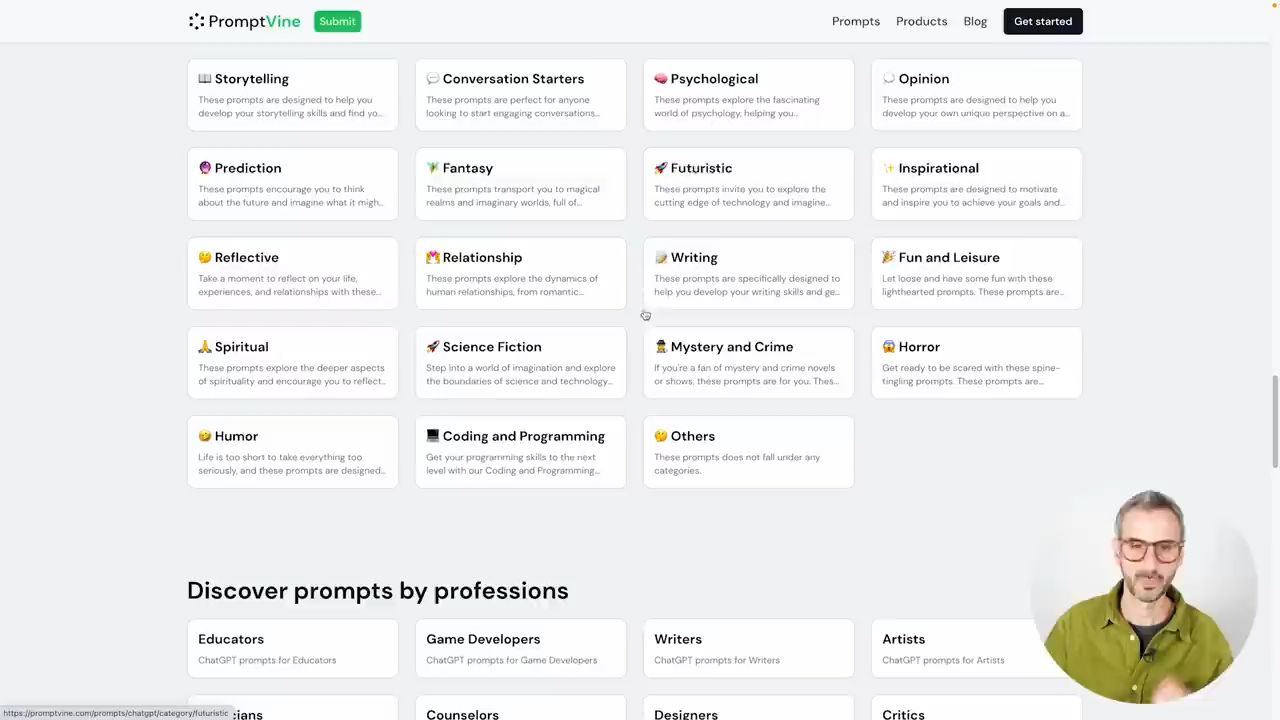 PromptVine Submit Prompts Products Blog Get started
Storytelling
These prompts are designed to help you
develop your storytelling skills and find yo...
Conversation Starters
These prompts are perfect for anyone
looking to start engaging conversations...
Psychological
These prompts explore the fascinating
world of psychology, helping you...
Opinion
These prompts are designed to help you
develop your own unique perspective on a...
Prediction
These prompts encourage you to think
about the future and imagine what it migh...
Fantasy
These prompts transport you to magical
realms and imaginary worlds, full of...
Futuristic
These prompts invite you to explore the
cutting edge of technology and imagine...
Inspirational
These prompts are designed to motivate
and inspire you to achieve your goals and...
Reflective
Take a moment to reflect on your life,
experiences, and relationships with these...
Relationship
These prompts explore the dynamics of
human relationships, from romantic...
Writing
These prompts are specifically designed to
help you develop your writing skills and ge...
Fun and Leisure
Let loose and have some fun with these
lighthearted prompts. These prompts are...
Spiritual
These prompts explore the deeper aspects
of spirituality and encourage you to reflect...
Science Fiction
Step into a world of imagination and explore
the boundaries of science and technology...
Mystery and Crime
If you're a fan of mystery and crime novels
or shows, these prompts are for you. Thes...
Horror
Get ready to be scared with these spine-
tingling prompts. These prompts are...
Humor
Life is too short to take everything too
seriously, and these prompts are designed...
Coding and Programming
Get your programming skills to the next
level with our Coding and Programming...
Others
These prompts does not fall under any
categories.
Discover prompts by professions
Educators
ChatGPT prompts for Educators
Game Developers
ChatGPT prompts for Game Developers
Writers
ChatGPT prompts for Writers
Artists
ChatGPT prompts for Artists
cians
Counselors
Designers
Critics
https://promptvine.com/prompts/chatgpt/category/futuristic